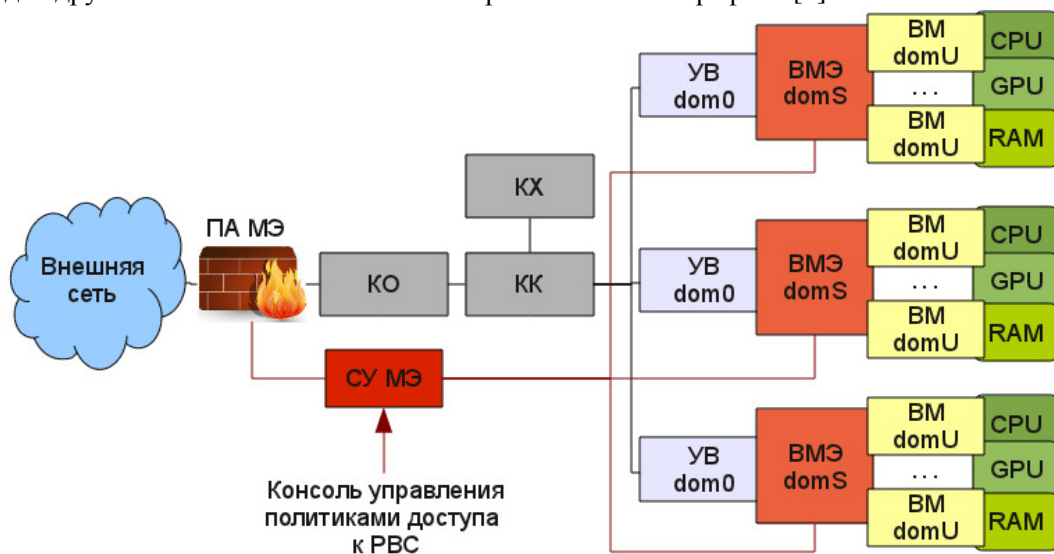 ВМ
domU
CPU
УВ
dom0
ВМЭ
domS
...
GPU
ВМ
domU
RAM
КХ
ПА МЭ
Внешняя
сеть
КО
КК
ВМ
domU
CPU
УВ
dom0
ВМЭ
domS
...
GPU
ВМ
domU
RAM
СУ МЭ
Консоль управления
политиками доступа
к РВС
ВМ
domU
CPU
УВ
dom0
ВМЭ
domS
...
GPU
ВМ
domU
RAM